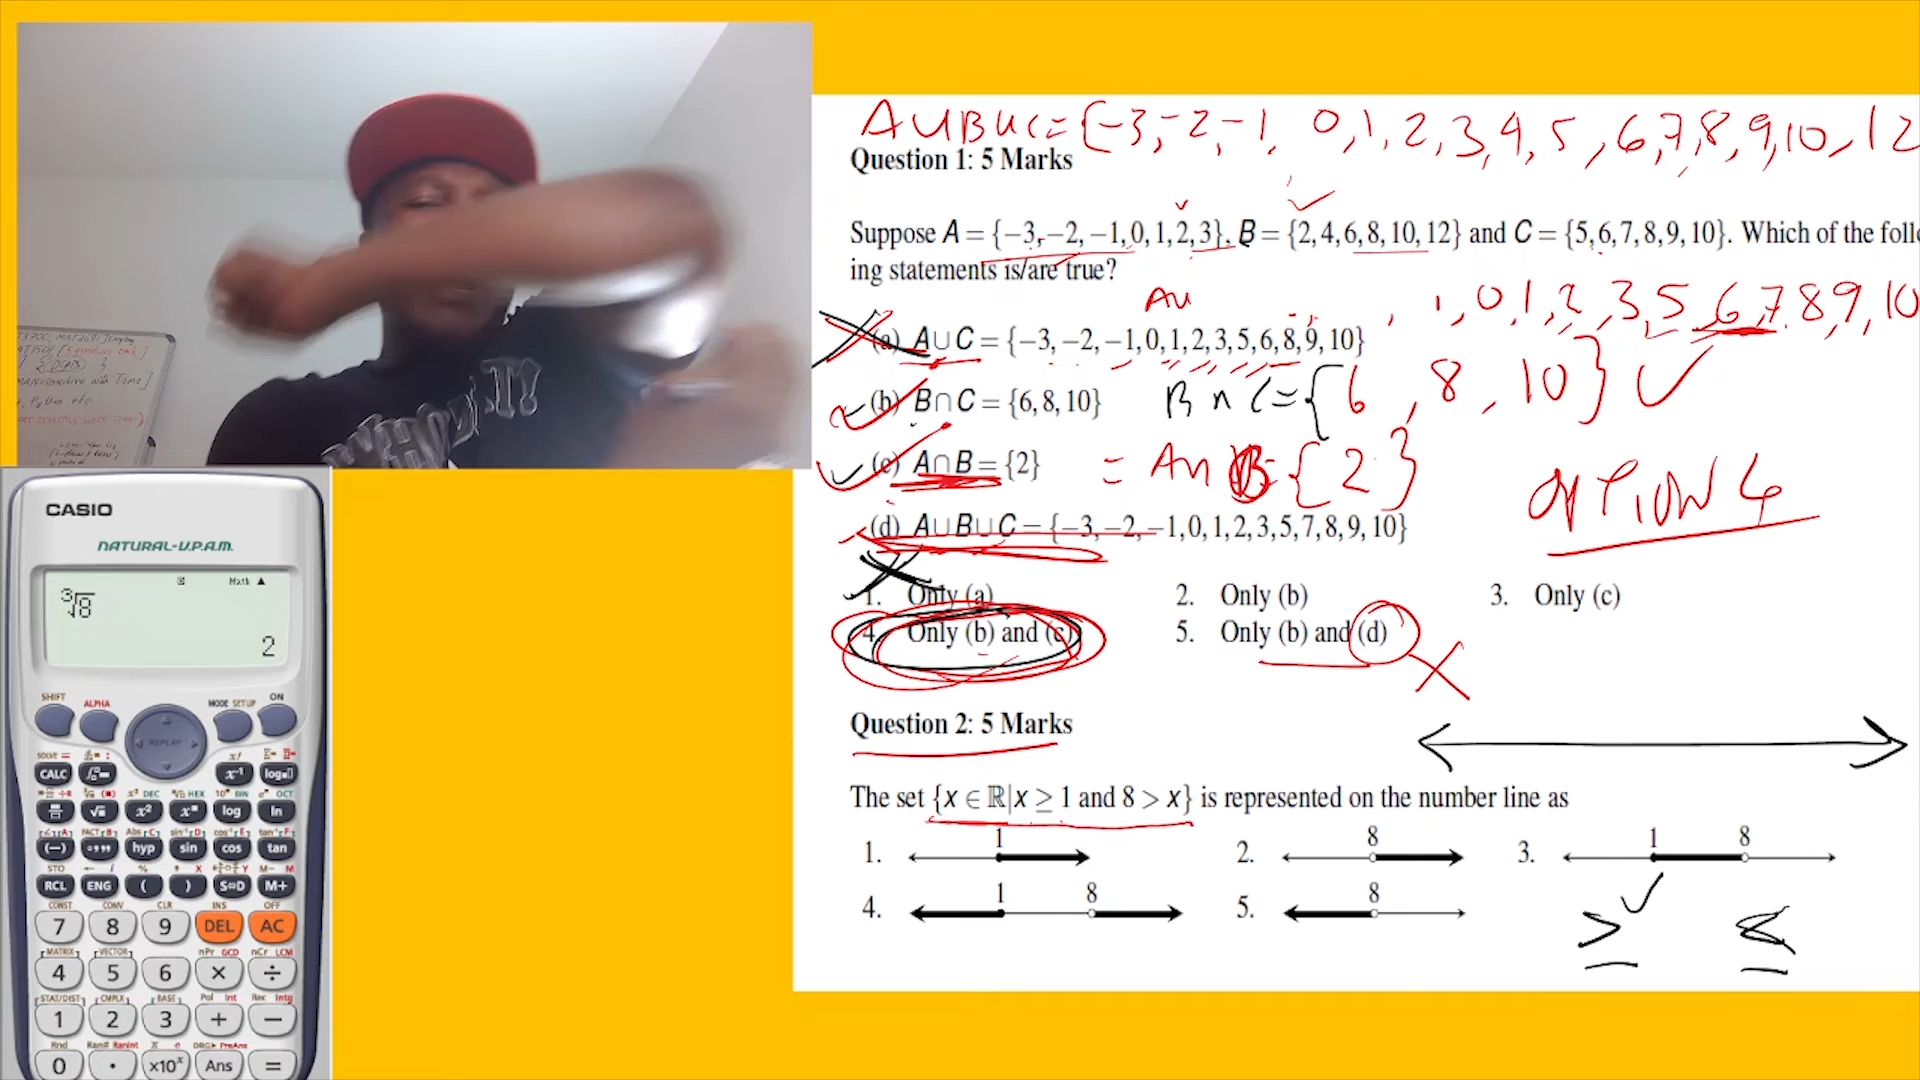 A∪B∪C = {-3,-2,-1, 0,1,2,3,4,5,6,7,8,9,10,12
Question 1: 5 Marks
Suppose A = {−3,−2,−1,0,1,2,3}, B = {2,4,6,8,10,12} and C = {5,6,7,8,9,10}. Which of the foll
ing statements is/are true?
AU
1,0,1,2,3,5,6,7,8,9,10
(a) A∪C = {−3,−2,−1,0,1,2,3,5,6,8,9,10}
(b) B∩C = {6,8,10} B∩C={6,8,10}
(c) A∩B = {2} = A∩B={2}
OPTION 4
(d) A∪B∪C = {−3,−2,−1,0,1,2,3,5,7,8,9,10}
1. Only (a) 2. Only (b) 3. Only (c)
4. Only (b) and (c) 5. Only (b) and (d)
Question 2: 5 Marks
The set {x ∈ ℝ|x ≥ 1 and 8 > x} is represented on the number line as
1. 1 2. 8 3. 1 8
4. 1 8 5. 8
≥ ≤
CASIO
NATURAL-V.P.A.M.
Math ▲
³√8
2
SHIFT ALPHA REPLAY MODE SETUP ON
CALC x⁻¹ log
x² log ln
(−) hyp sin cos tan
RCL ENG ( ) S⇔D M+
7 8 9 DEL AC
4 5 6 × ÷
1 2 3 + −
0 . ×10ˣ Ans =